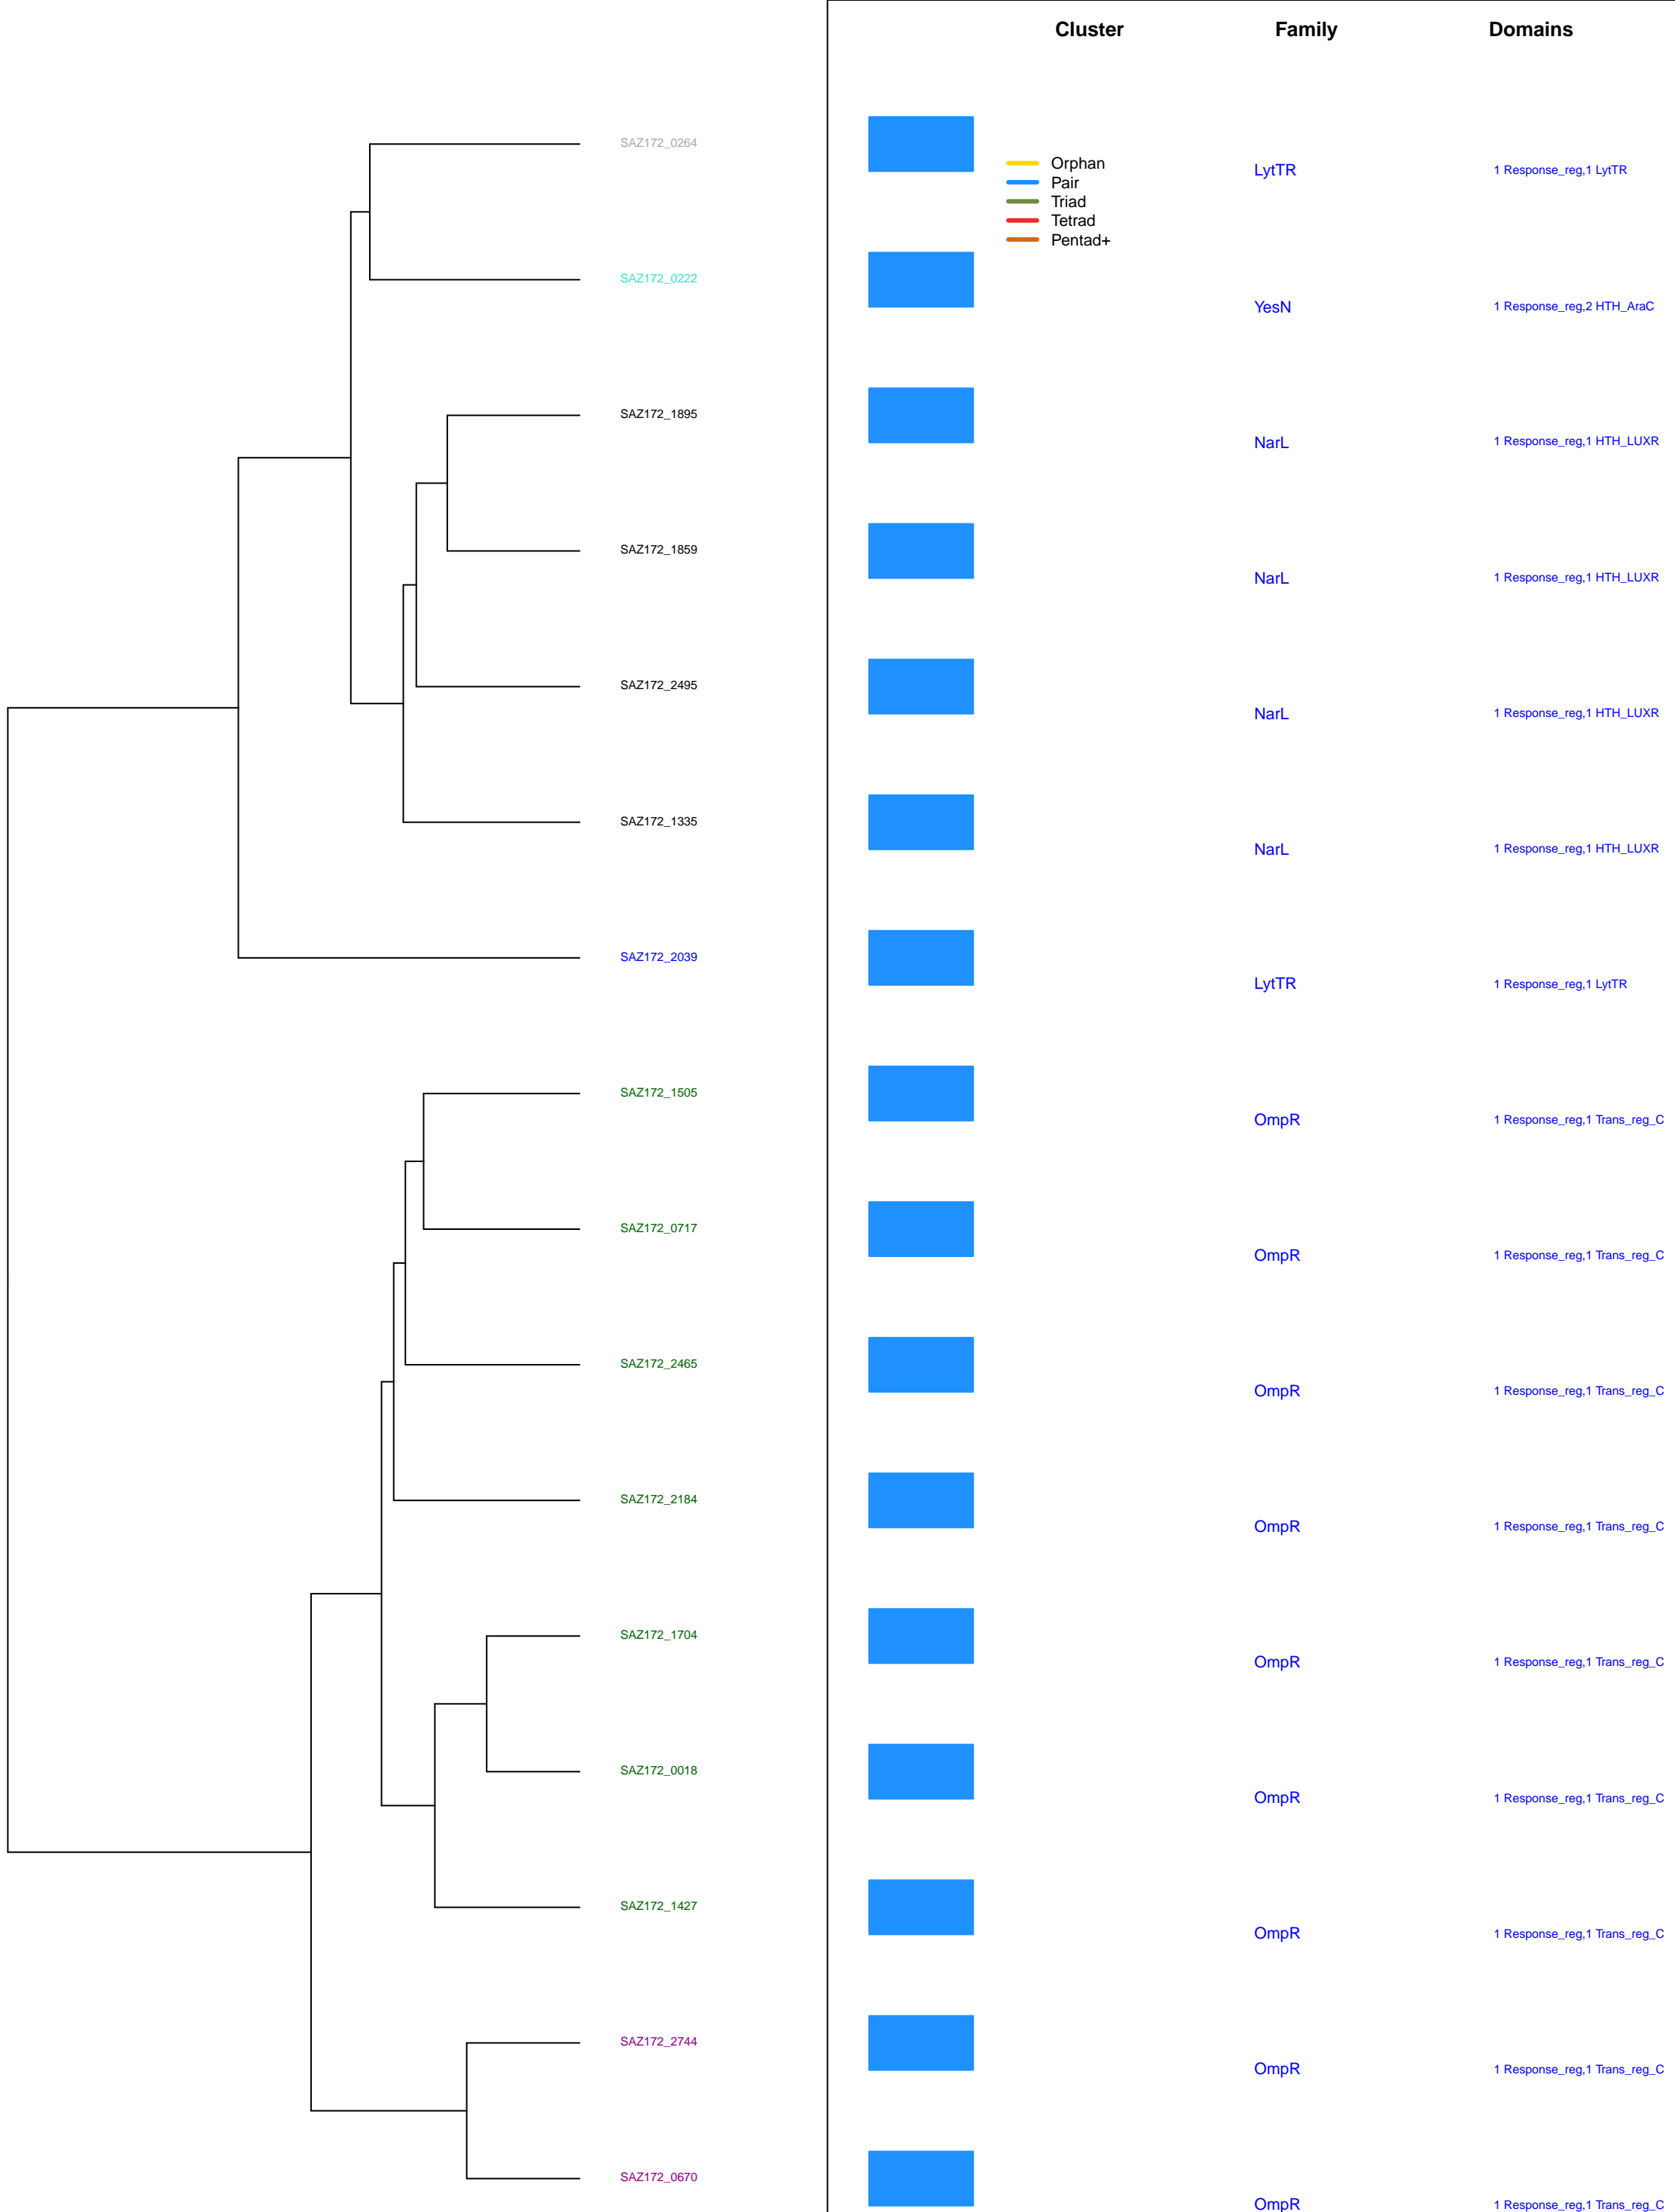 Cluster Family Domains
SAZ172_0264
Orphan
LytTR 1 Response_reg,1 LytTR
Pair
Triad
Tetrad
Pentad+
SAZ172_0222
YesN 1 Response_reg,2 HTH_AraC
SAZ172_1895
NarL 1 Response_reg,1 HTH_LUXR
SAZ172_1859
NarL 1 Response_reg,1 HTH_LUXR
SAZ172_2495
NarL 1 Response_reg,1 HTH_LUXR
SAZ172_1335
NarL 1 Response_reg,1 HTH_LUXR
SAZ172_2039
LytTR 1 Response_reg,1 LytTR
SAZ172_1505
OmpR 1 Response_reg,1 Trans_reg_C
SAZ172_0717
OmpR 1 Response_reg,1 Trans_reg_C
SAZ172_2465
OmpR 1 Response_reg,1 Trans_reg_C
SAZ172_2184
OmpR 1 Response_reg,1 Trans_reg_C
SAZ172_1704
OmpR 1 Response_reg,1 Trans_reg_C
SAZ172_0018
OmpR 1 Response_reg,1 Trans_reg_C
SAZ172_1427
OmpR 1 Response_reg,1 Trans_reg_C
SAZ172_2744
OmpR 1 Response_reg,1 Trans_reg_C
SAZ172_0670
OmpR 1 Response_reg,1 Trans_reg_C